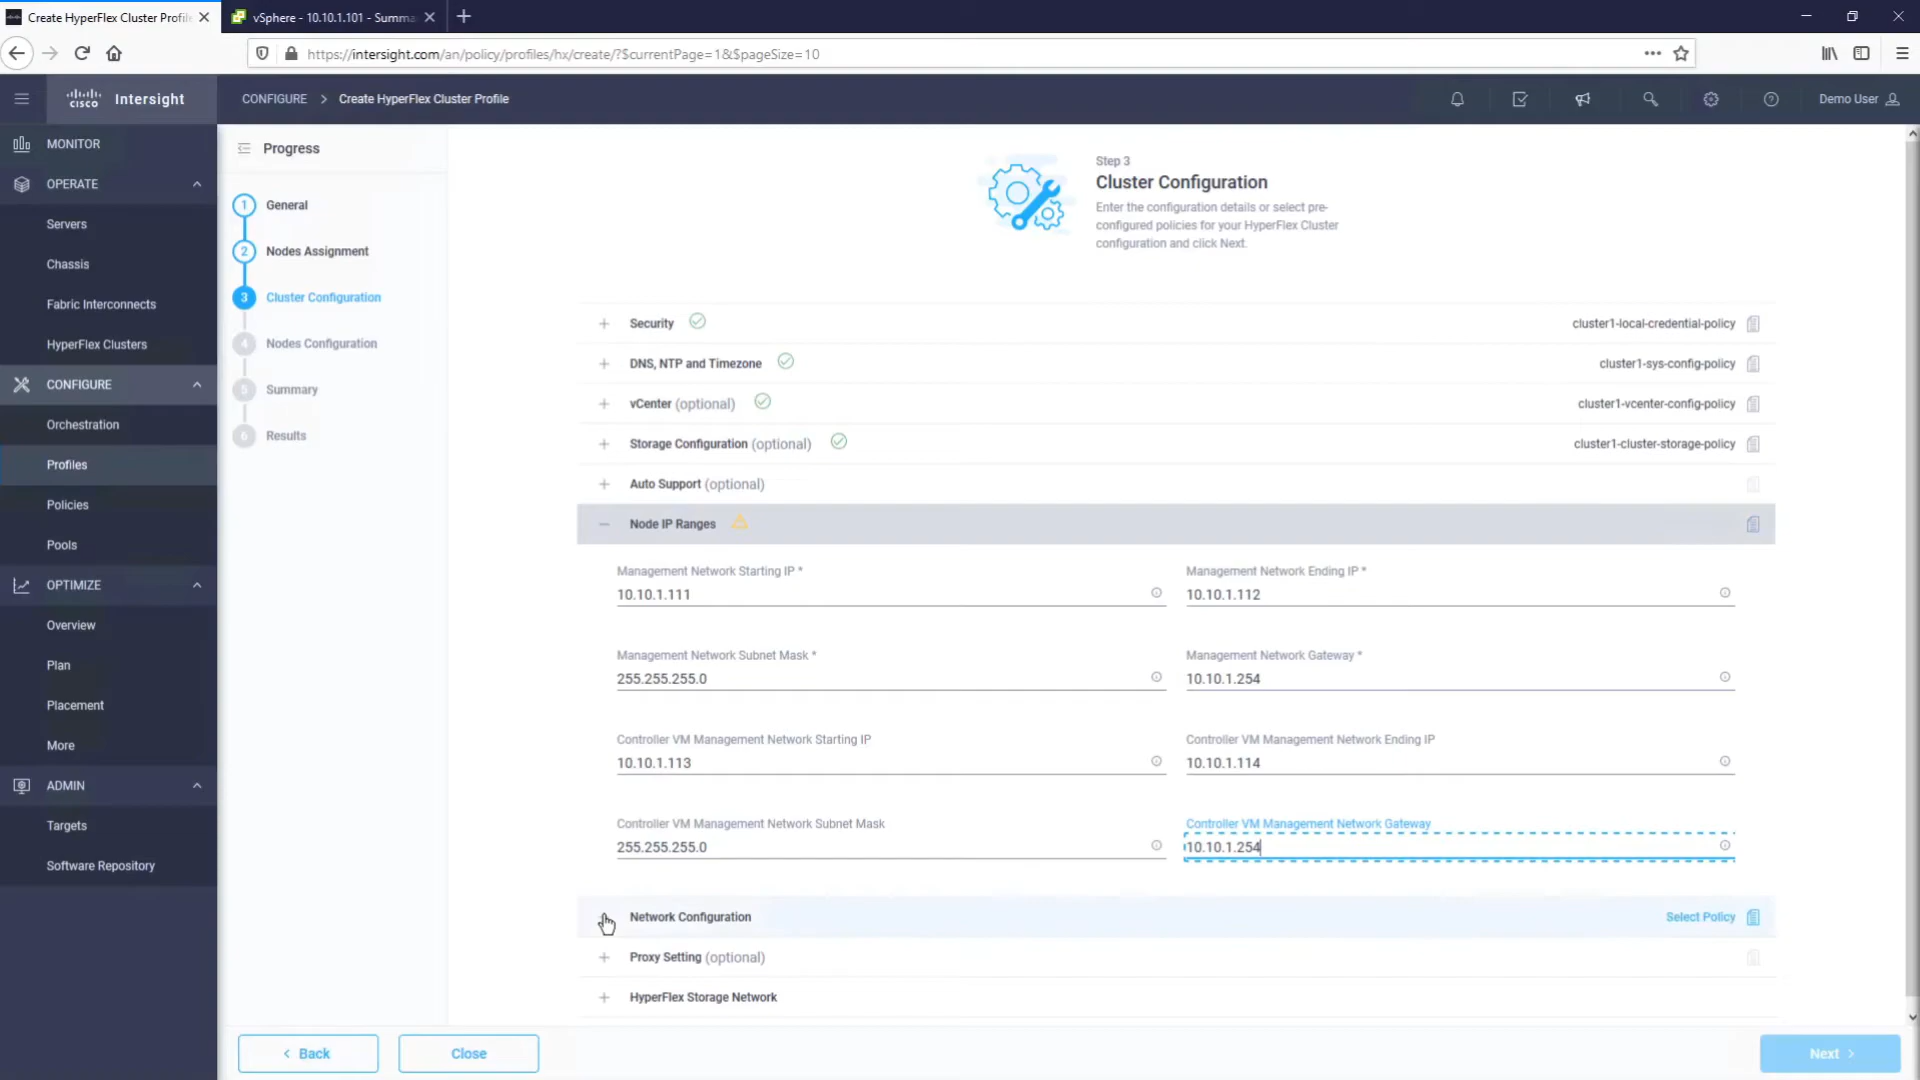 Create HyperFlex Cluster Profile
vSphere - 10.10.1.101 - Summa
https://intersight.com/an/policy/profiles/hx/create/?$currentPage=1&$pageSize=10
cisco Intersight
CONFIGURE > Create HyperFlex Cluster Profile
Demo User
MONITOR
OPERATE
Servers
Chassis
Fabric Interconnects
HyperFlex Clusters
CONFIGURE
Orchestration
Profiles
Policies
Pools
OPTIMIZE
Overview
Plan
Placement
More
ADMIN
Targets
Software Repository
Progress
1 General
2 Nodes Assignment
3 Cluster Configuration
4 Nodes Configuration
5 Summary
6 Results
Step 3
Cluster Configuration
Enter the configuration details or select pre-
configured policies for your HyperFlex Cluster
configuration and click Next.
+ Security cluster1-local-credential-policy
+ DNS, NTP and Timezone cluster1-sys-config-policy
+ vCenter (optional) cluster1-vcenter-config-policy
+ Storage Configuration (optional) cluster1-cluster-storage-policy
+ Auto Support (optional)
− Node IP Ranges
Management Network Starting IP * Management Network Ending IP *
10.10.1.111 10.10.1.112
Management Network Subnet Mask * Management Network Gateway *
255.255.255.0 10.10.1.254
Controller VM Management Network Starting IP Controller VM Management Network Ending IP
10.10.1.113 10.10.1.114
Controller VM Management Network Subnet Mask Controller VM Management Network Gateway
255.255.255.0 10.10.1.254
Network Configuration Select Policy
+ Proxy Setting (optional)
+ HyperFlex Storage Network
< Back Close Next >